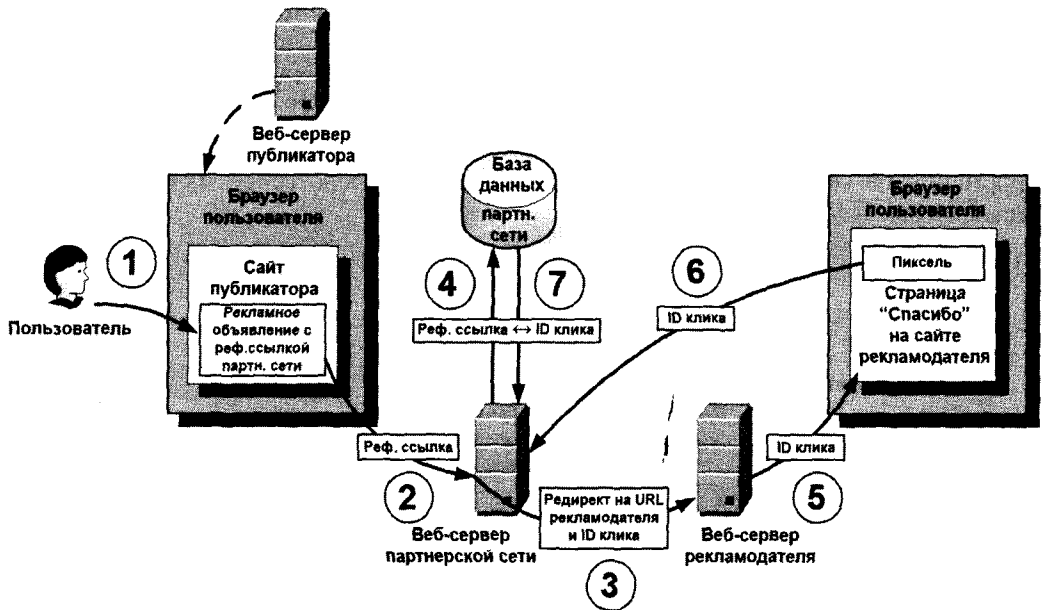 Веб-сервер
публикатора
Браузер
пользователя
Сайт
публикатора
Рекламное
объявление с
реф.ссылкой
партн. сети
1
Пользователь
База
данных
партн.
сети
4
7
Реф. ссылка ↔ ID клика
6
ID клика
Браузер
пользователя
Пиксель
Страница
"Спасибо"
на сайте
рекламодателя
Реф. ссылка
2
Веб-сервер
партнерской сети
Редирект на URL
рекламодателя
и ID клика
3
ID клика
5
Веб-сервер
рекламодателя